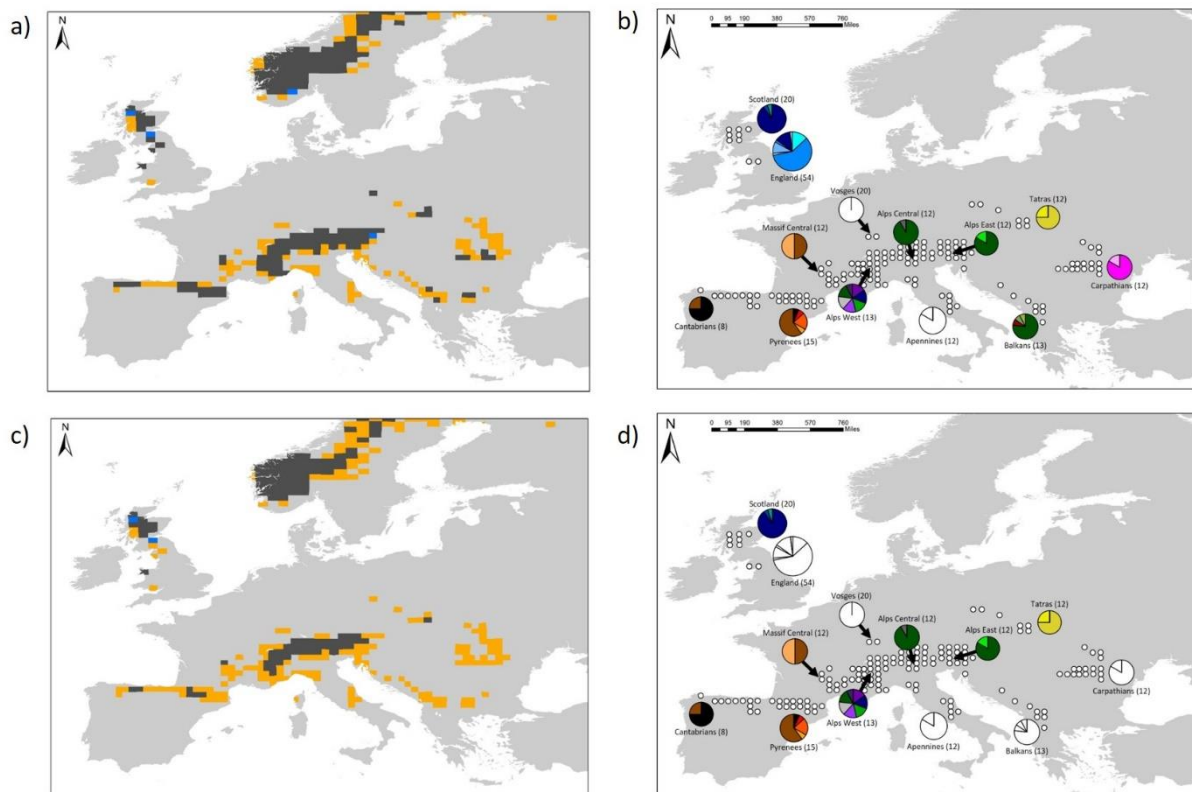 a)
N
b)
N
0 95 190 380 570 760
Miles
Scotland (20)
England (54)
Vosges (20)
Alps Central (12)
Tatras (12)
Massif Central (12)
Alps East (12)
Carpathians (12)
Cantabrians (8)
Alps West (13)
Pyrenees (15)
Apennines (12)
Balkans (13)
c)
N
d)
N
0 95 190 380 570 760
Miles
Scotland (20)
England (54)
Vosges (20)
Alps Central (12)
Tatras (12)
Massif Central (12)
Alps East (12)
Carpathians (12)
Cantabrians (8)
Alps West (13)
Pyrenees (15)
Apennines (12)
Balkans (13)